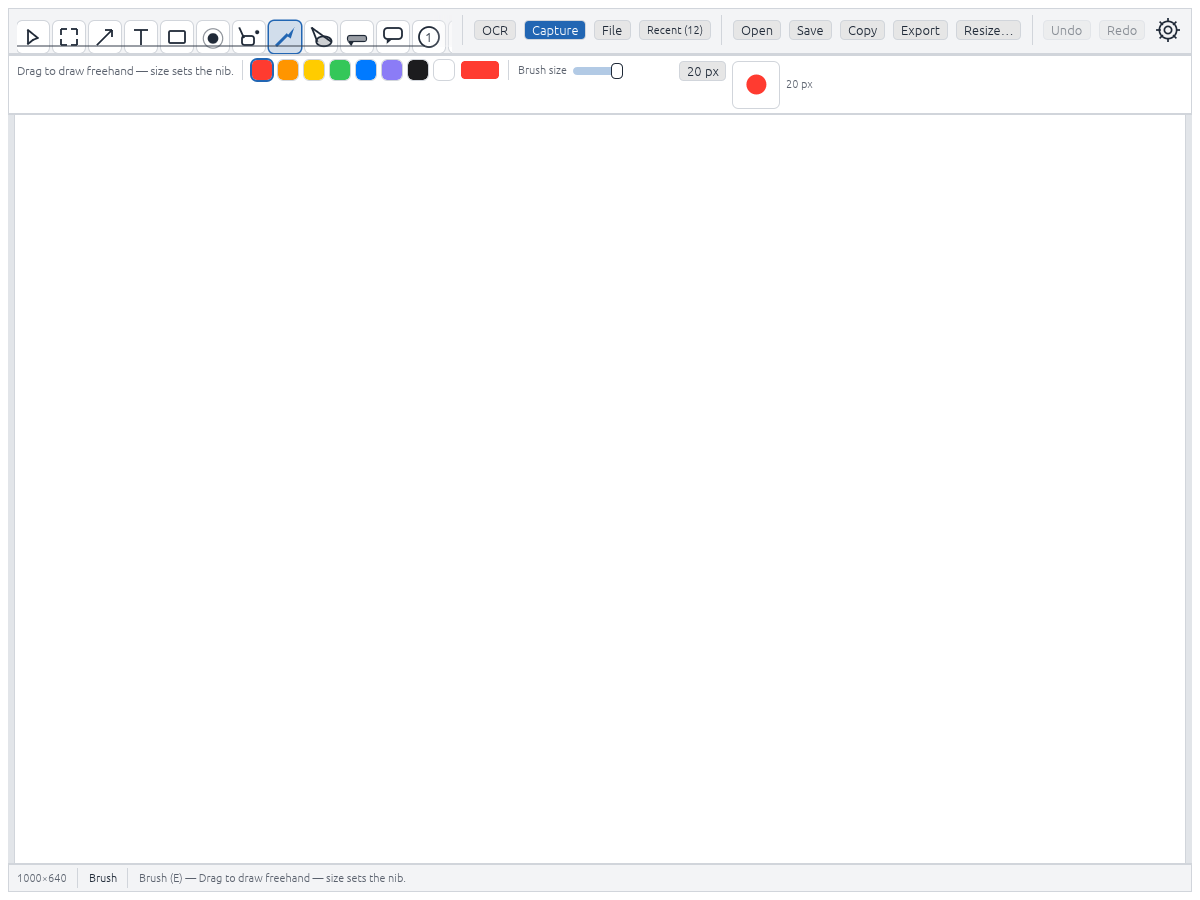 1 OCR Capture File Recent (12) Open Save Copy Export Resize... Undo Redo
Drag to draw freehand — size sets the nib. Brush size 20 px 20 px
1000×640 Brush Brush (E) — Drag to draw freehand — size sets the nib.